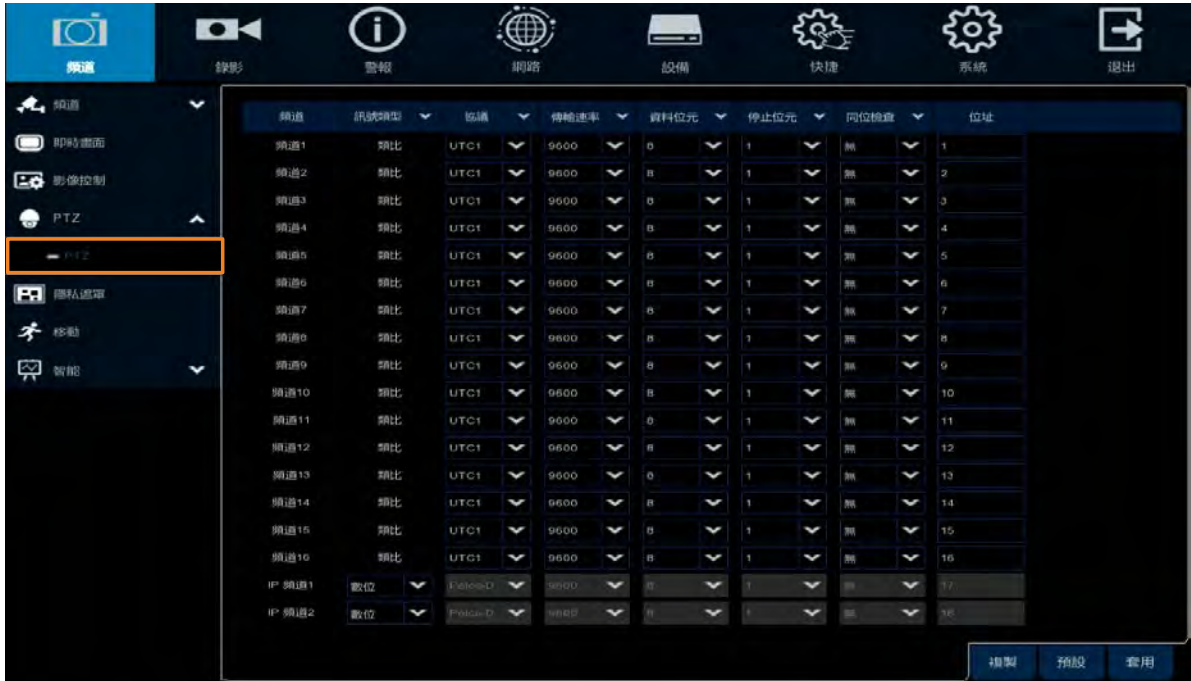 頻道 錄影 警報 網路 設備 快捷 系統 退出
頻道
即時畫面
影像控制
PTZ
PTZ
隱私遮罩
移動
智能
頻道 訊號類型 協議 傳輸速率 資料位元 停止位元 同位檢查 位址
頻道1 類比 UTC1 9600 8 1 無 1
頻道2 類比 UTC1 9600 8 1 無 2
頻道3 類比 UTC1 9600 8 1 無 3
頻道4 類比 UTC1 9600 8 1 無 4
頻道5 類比 UTC1 9600 8 1 無 5
頻道6 類比 UTC1 9600 8 1 無 6
頻道7 類比 UTC1 9600 8 1 無 7
頻道8 類比 UTC1 9600 8 1 無 8
頻道9 類比 UTC1 9600 8 1 無 9
頻道10 類比 UTC1 9600 8 1 無 10
頻道11 類比 UTC1 9600 8 1 無 11
頻道12 類比 UTC1 9600 8 1 無 12
頻道13 類比 UTC1 9600 8 1 無 13
頻道14 類比 UTC1 9600 8 1 無 14
頻道15 類比 UTC1 9600 8 1 無 15
頻道16 類比 UTC1 9600 8 1 無 16
IP 頻道1 數位 Pelco-D 9600 8 1 無 17
IP 頻道2 數位 Pelco-D 9600 8 1 無 18
複製 預設 套用